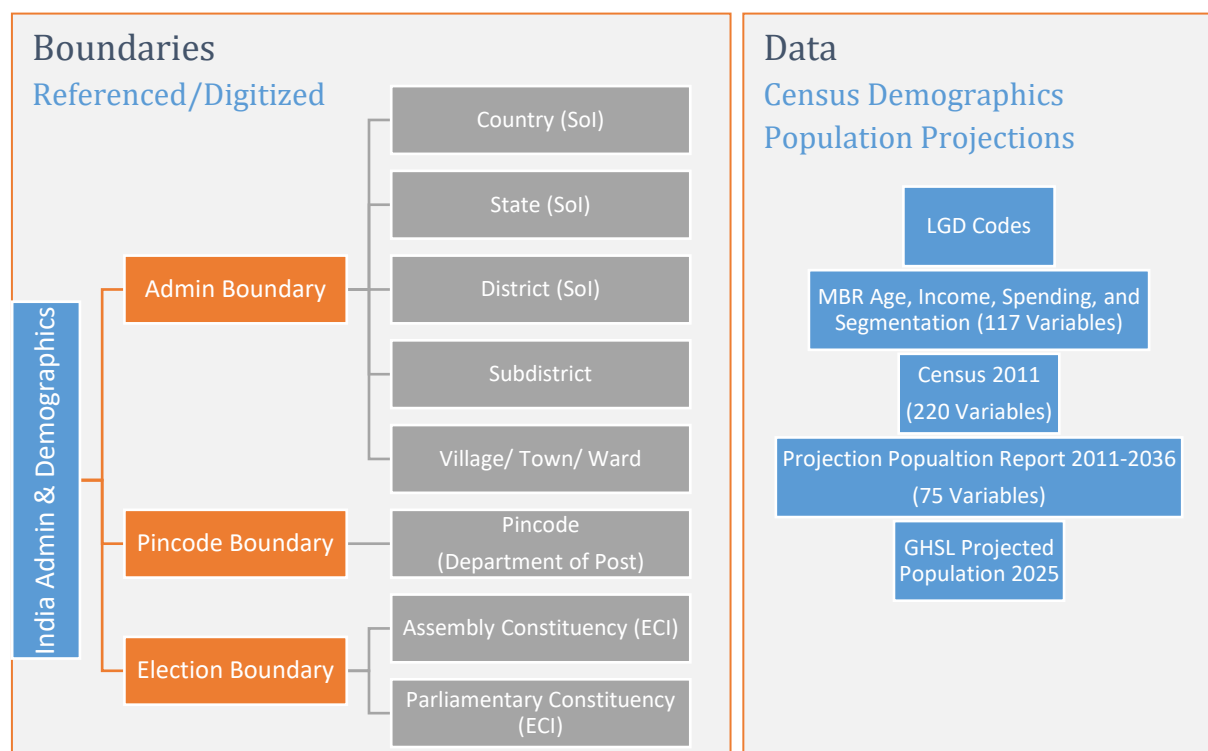 Boundaries
Referenced/Digitized
India Admin & Demographics
Admin Boundary
Country (SoI)
State (SoI)
District (SoI)
Subdistrict
Village/ Town/ Ward
Pincode Boundary
Pincode
(Department of Post)
Election Boundary
Assembly Constituency (ECI)
Parliamentary Constituency
(ECI)
Data
Census Demographics
Population Projections
LGD Codes
MBR Age, Income, Spending, and
Segmentation (117 Variables)
Census 2011
(220 Variables)
Projection Popualtion Report 2011-2036
(75 Variables)
GHSL Projected
Population 2025